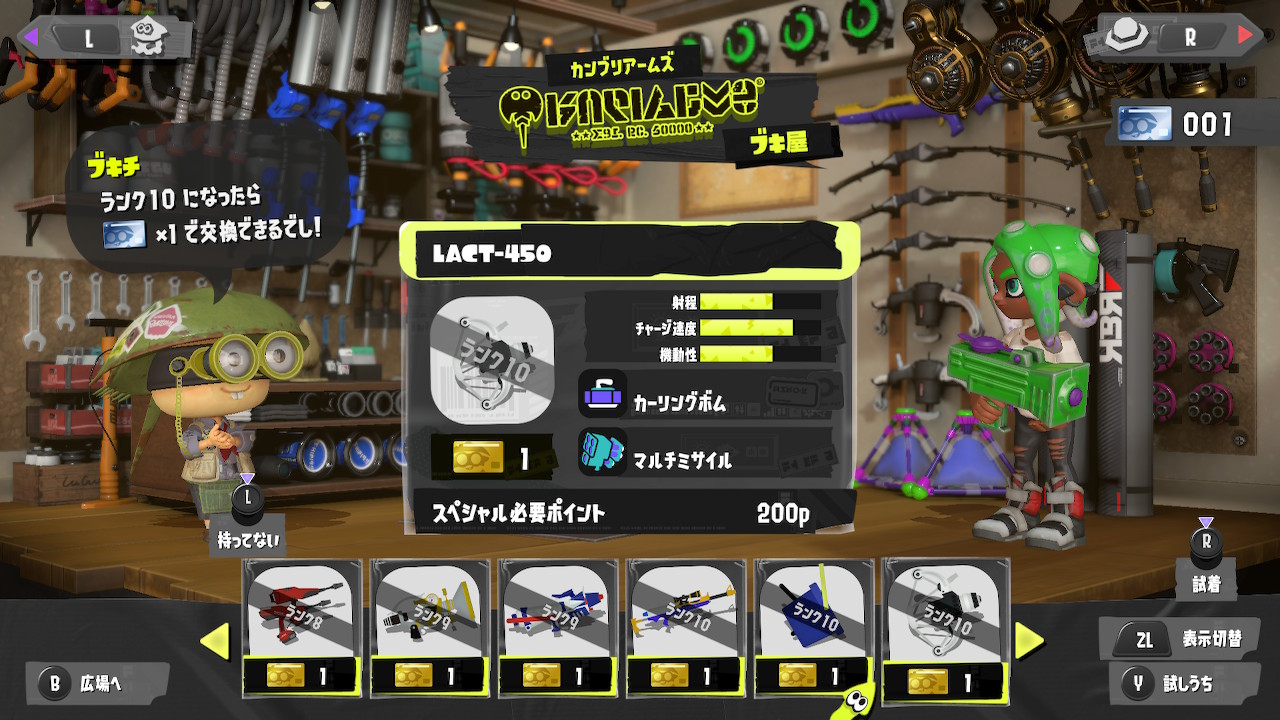 L
R
001
カンブリアームズ
ブキ屋
ブキチ
ランク10 になったら
×1 で交換できるでし!
LACT-450
ランク10
射程
チャージ速度
機動性
カーリングボム
1
マルチミサイル
スペシャル必要ポイント
200p
L
持ってない
R
試着
ランク8
ランク9
ランク9
ランク10
ランク10
ランク10
1
1
1
1
1
1
B 広場へ
ZL 表示切替
Y 試しうち